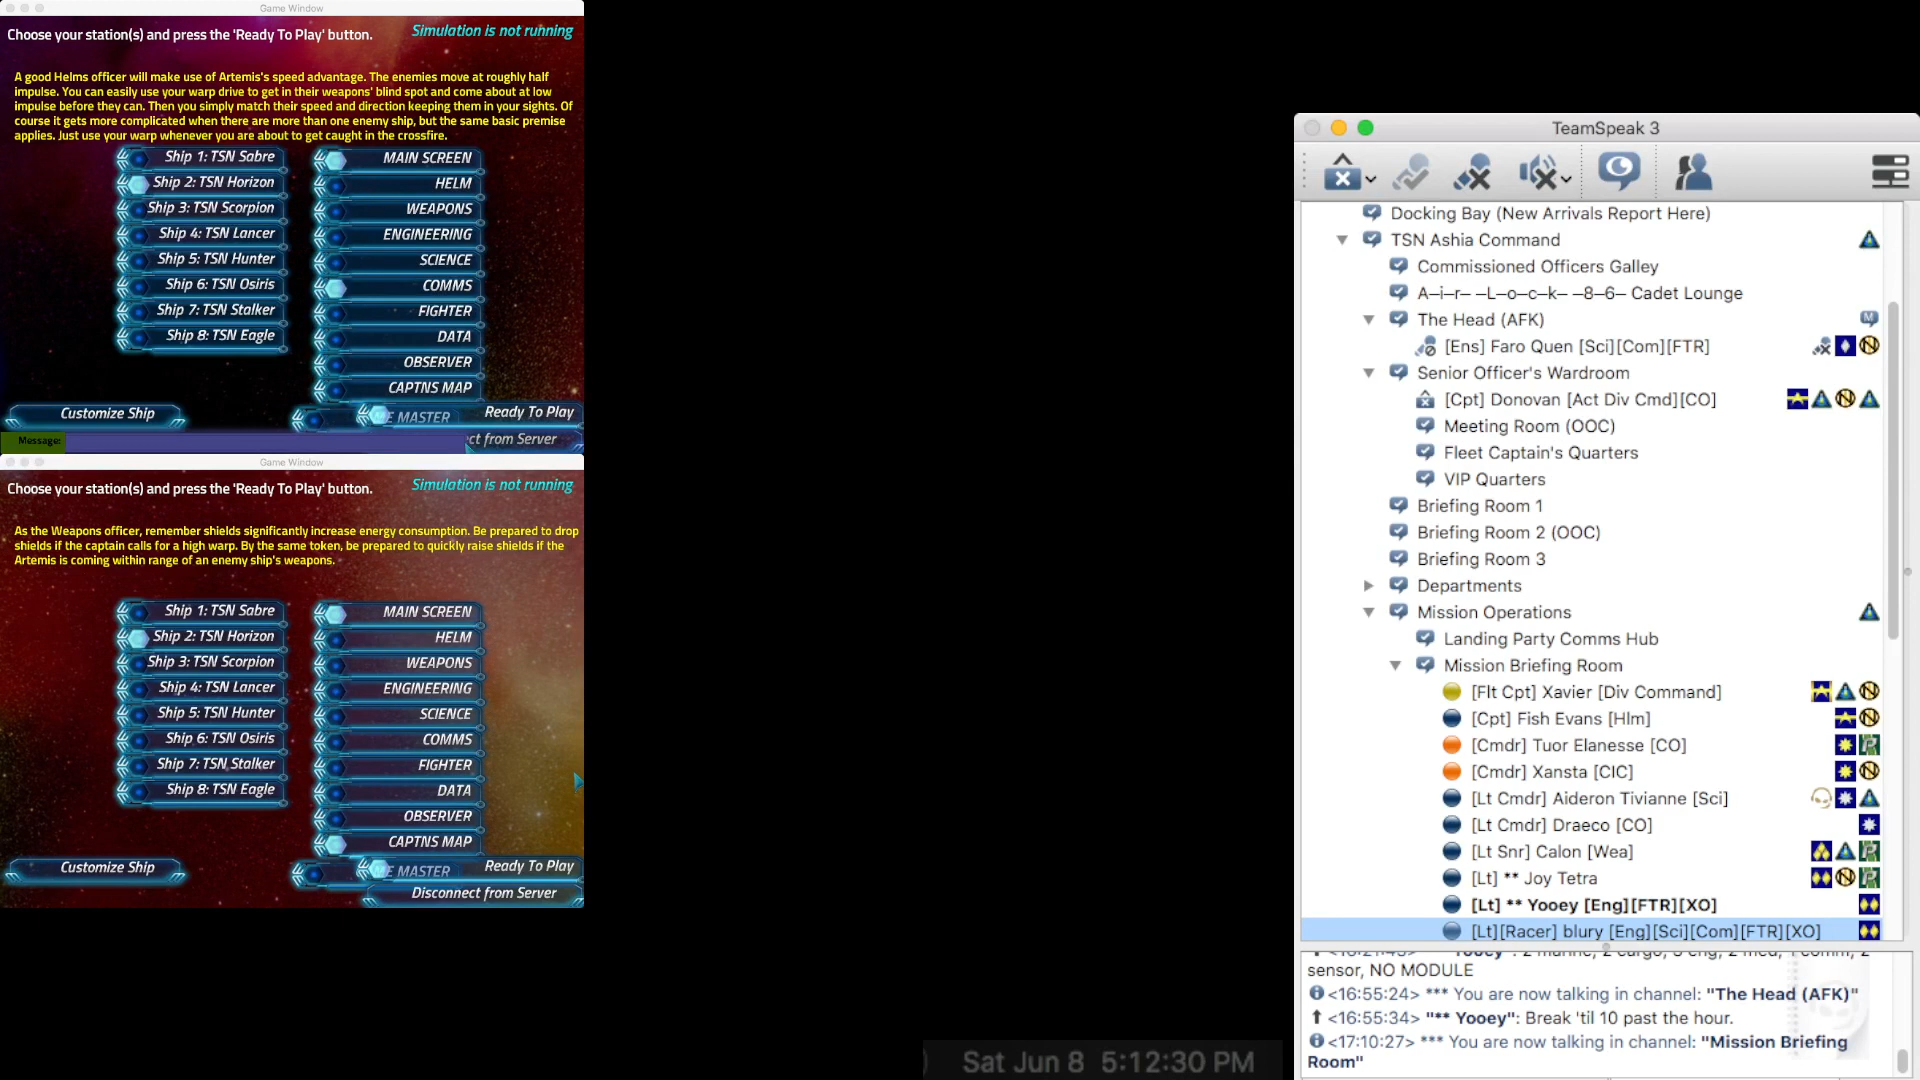 Game Window
Choose your station(s) and press the 'Ready To Play' button.
Simulation is not running
A good Helms officer will make use of Artemis's speed advantage. The enemies move at roughly half
impulse. You can easily use your warp drive to get in their weapons' blind spot and come about at low
impulse before they can. Then you simply match their speed and direction keeping them in your sights. Of
course it gets more complicated when there are more than one enemy ship, but the same basic premise
applies. Just use your warp whenever you are about to get caught in the crossfire.
Ship 1: TSN Sabre
Ship 2: TSN Horizon
Ship 3: TSN Scorpion
Ship 4: TSN Lancer
Ship 5: TSN Hunter
Ship 6: TSN Osiris
Ship 7: TSN Stalker
Ship 8: TSN Eagle
MAIN SCREEN
HELM
WEAPONS
ENGINEERING
SCIENCE
COMMS
FIGHTER
DATA
OBSERVER
CAPTNS MAP
Customize Ship
MASTER
Ready To Play
Message:
ct from Server
Game Window
Choose your station(s) and press the 'Ready To Play' button.
Simulation is not running
As the Weapons officer, remember shields significantly increase energy consumption. Be prepared to drop
shields if the captain calls for a high warp. By the same token, be prepared to quickly raise shields if the
Artemis is coming within range of an enemy ship's weapons.
Ship 1: TSN Sabre
Ship 2: TSN Horizon
Ship 3: TSN Scorpion
Ship 4: TSN Lancer
Ship 5: TSN Hunter
Ship 6: TSN Osiris
Ship 7: TSN Stalker
Ship 8: TSN Eagle
MAIN SCREEN
HELM
WEAPONS
ENGINEERING
SCIENCE
COMMS
FIGHTER
DATA
OBSERVER
CAPTNS MAP
Customize Ship
MASTER
Ready To Play
Disconnect from Server
TeamSpeak 3
Docking Bay (New Arrivals Report Here)
TSN Ashia Command
Commissioned Officers Galley
A─i─r─ ─L─o─c─k─ ─8─6─ Cadet Lounge
The Head (AFK)
[Ens] Faro Quen [Sci][Com][FTR]
Senior Officer's Wardroom
[Cpt] Donovan [Act Div Cmd][CO]
Meeting Room (OOC)
Fleet Captain's Quarters
VIP Quarters
Briefing Room 1
Briefing Room 2 (OOC)
Briefing Room 3
Departments
Mission Operations
Landing Party Comms Hub
Mission Briefing Room
[Flt Cpt] Xavier [Div Command]
[Cpt] Fish Evans [Hlm]
[Cmdr] Tuor Elanesse [CO]
[Cmdr] Xansta [CIC]
[Lt Cmdr] Aideron Tivianne [Sci]
[Lt Cmdr] Draeco [CO]
[Lt Snr] Calon [Wea]
[Lt] ** Joy Tetra
[Lt] ** Yooey [Eng][FTR][XO]
[Lt][Racer] blury [Eng][Sci][Com][FTR][XO]
sensor, NO MODULE
<16:55:24> *** You are now talking in channel: "The Head (AFK)"
<16:55:34> "** Yooey": Break 'til 10 past the hour.
<17:10:27> *** You are now talking in channel: "Mission Briefing
Room"
Sat Jun 8 5:12:30 PM